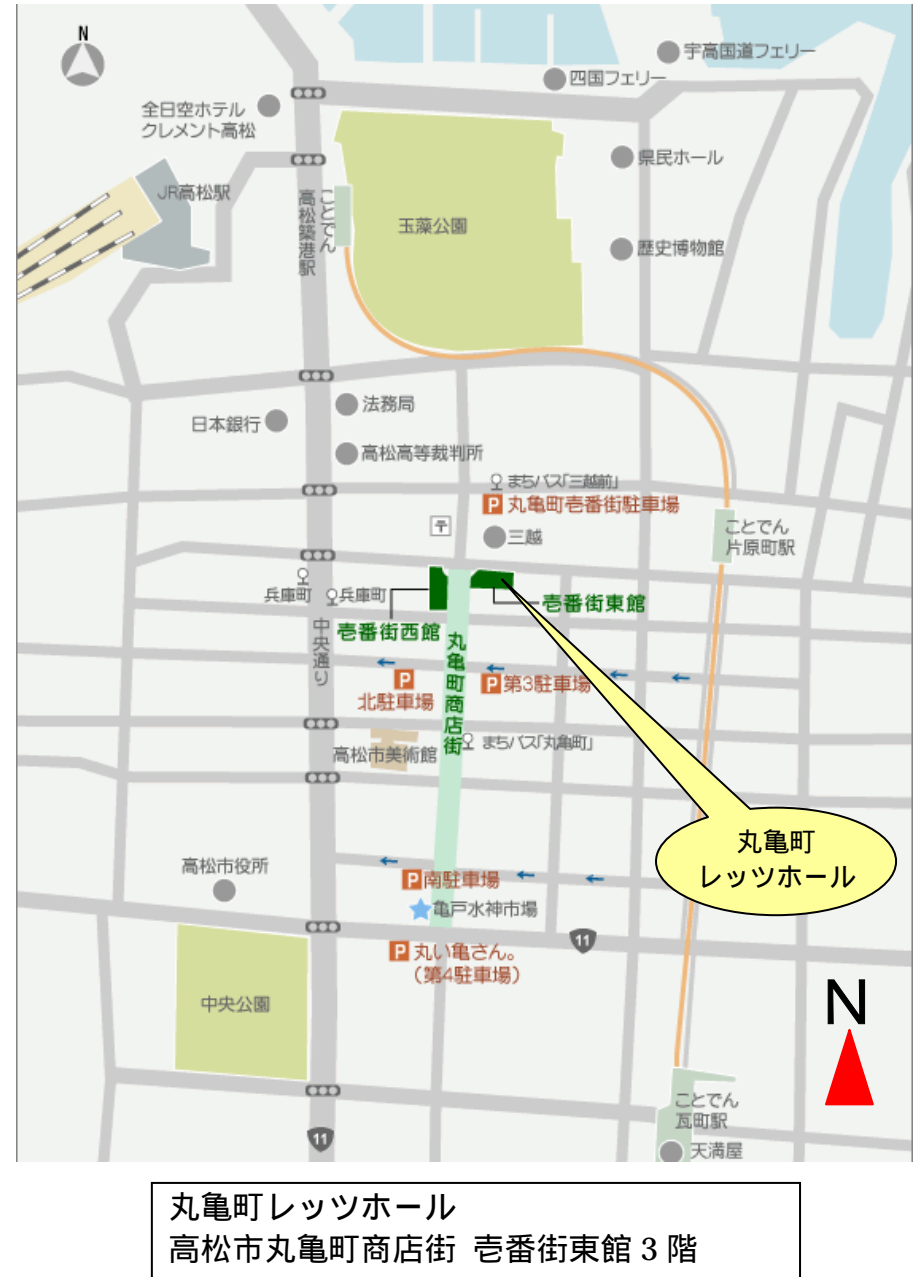 N
宇高国道フェリー
四国フェリー
全日空ホテル
クレメント高松
県民ホール
JR高松駅
ことでん
高松築港駅
玉藻公園
歴史博物館
法務局
日本銀行
高松高等裁判所
まちバス「三越前」
P 丸亀町壱番街駐車場
〒
三越
ことでん
片原町駅
兵庫町
兵庫町
壱番街東館
壱番街西館
中央通り
丸亀町商店街
P
北駐車場
P 第3駐車場
まちバス「丸亀町」
高松市美術館
丸亀町
レッツホール
高松市役所
P 南駐車場
亀戸水神市場
11
P 丸い亀さん。
(第4駐車場)
中央公園
N
ことでん
瓦町駅
11
天満屋
丸亀町レッツホール
高松市丸亀町商店街 壱番街東館3階